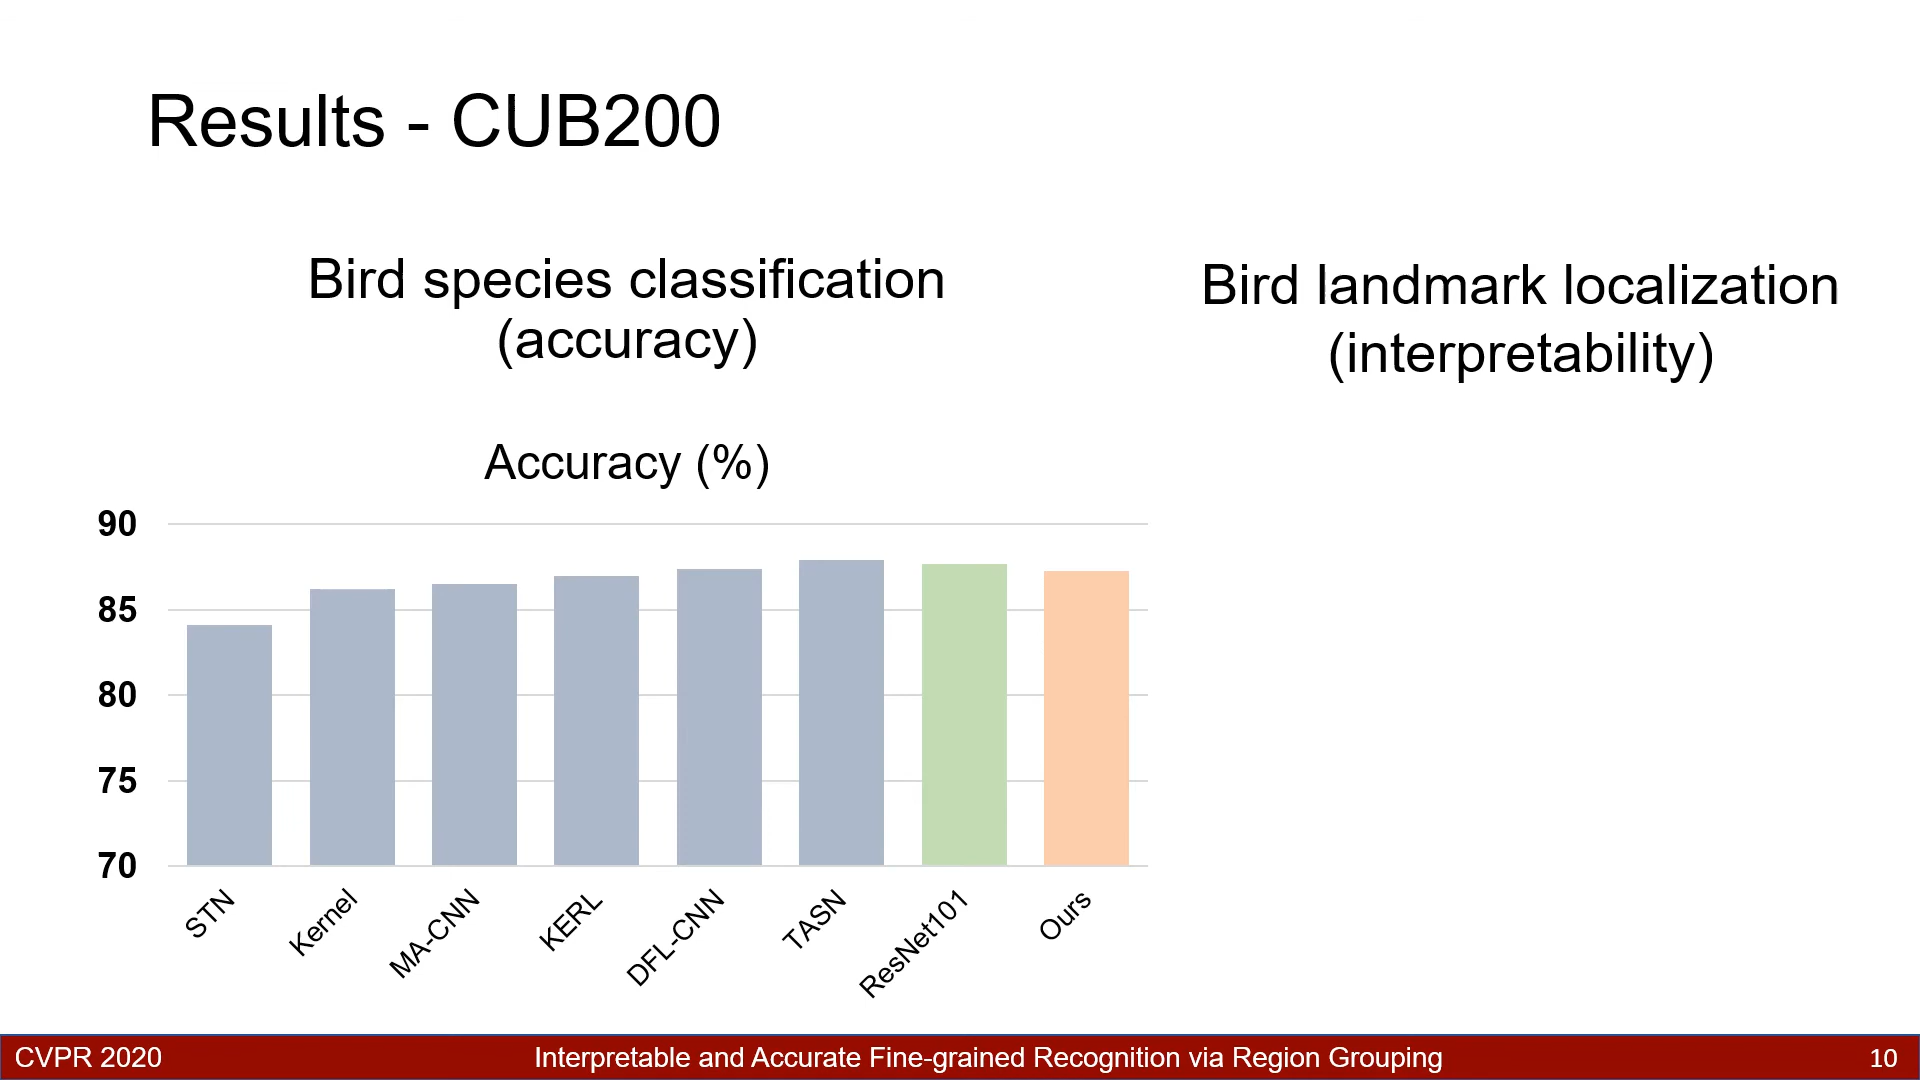 Results - CUB200
Bird species classification
(accuracy)
Bird landmark localization
(interpretability)
Accuracy (%)
90
85
80
75
70
STN
Kernel
MA-CNN
KERL
DFL-CNN
TASN
ResNet101
Ours
CVPR 2020
Interpretable and Accurate Fine-grained Recognition via Region Grouping
10